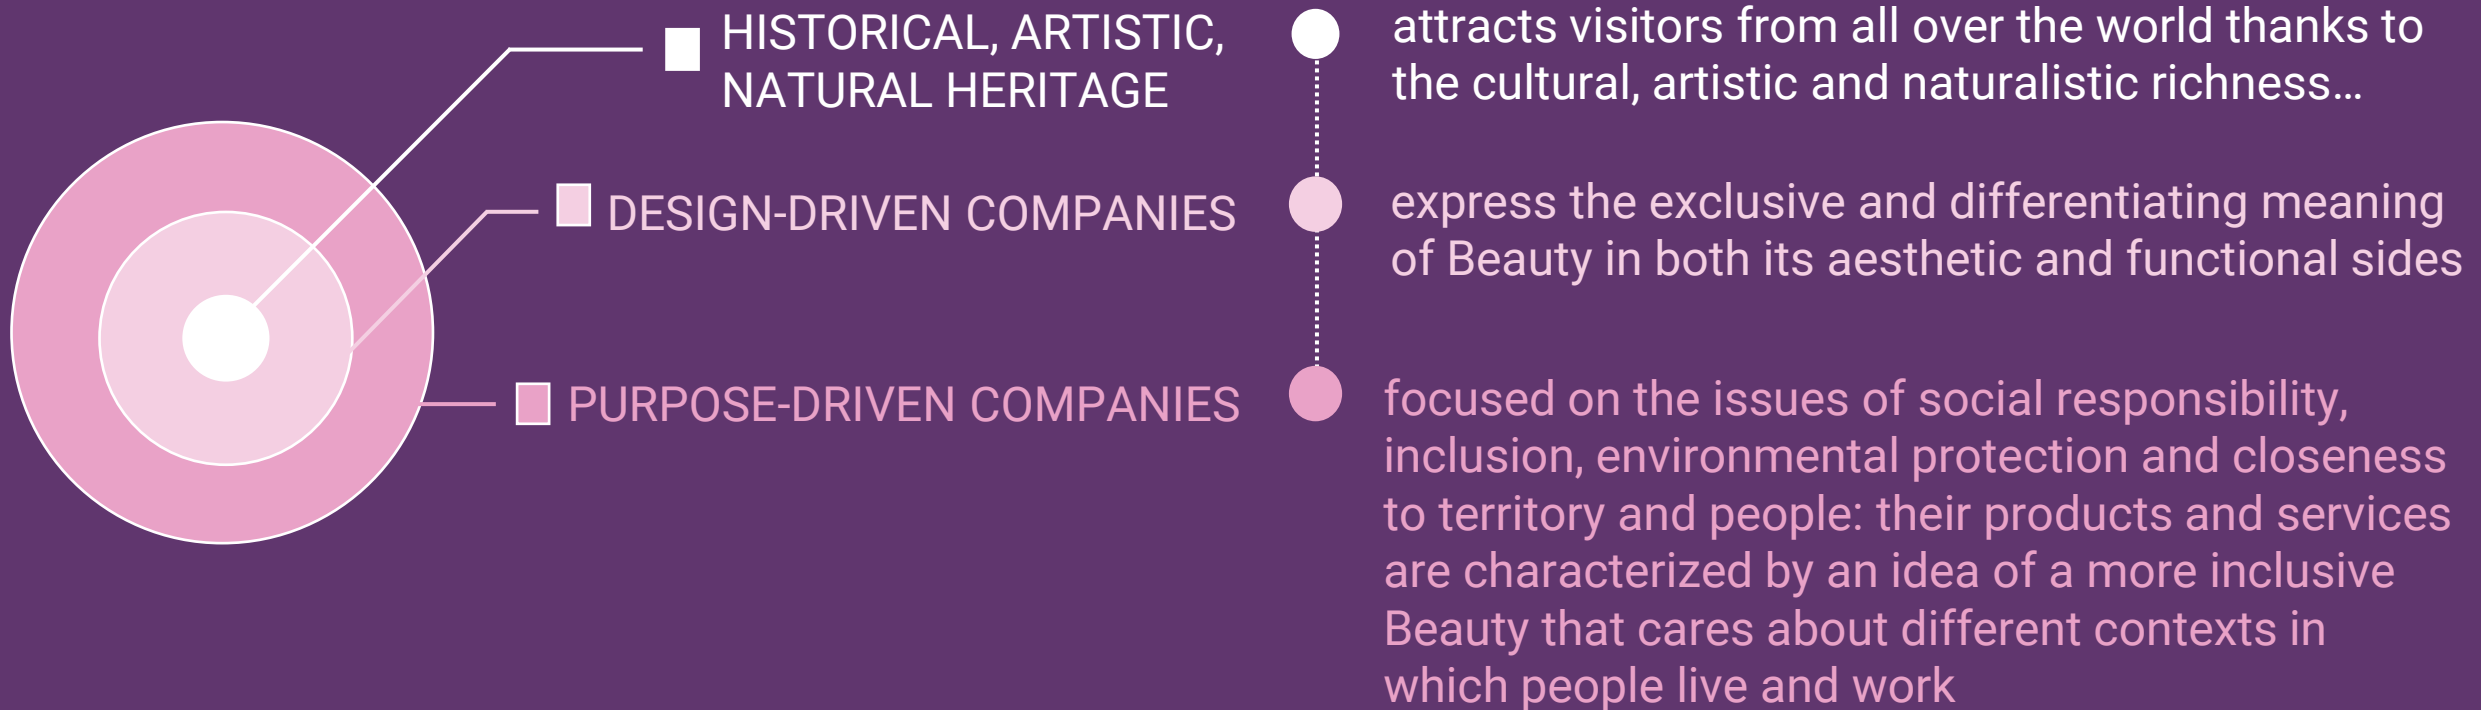 HISTORICAL, ARTISTIC,
NATURAL HERITAGE
attracts visitors from all over the world thanks to
the cultural, artistic and naturalistic richness…
DESIGN-DRIVEN COMPANIES
express the exclusive and differentiating meaning
of Beauty in both its aesthetic and functional sides
PURPOSE-DRIVEN COMPANIES
focused on the issues of social responsibility,
inclusion, environmental protection and closeness
to territory and people: their products and services
are characterized by an idea of a more inclusive
Beauty that cares about different contexts in
which people live and work